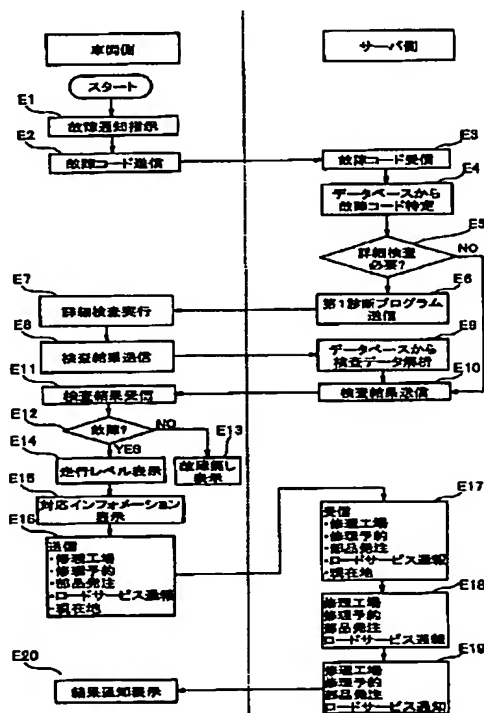 車両側
サーバ側
スタート
E1
故障通知指示
E2
故障コード送信
E3
故障コード受信
E4
データベースから
故障コード特定
E5
詳細検査
必要?
NO
E6
第1診断プログラム
送信
E7
詳細検査実行
E8
検査結果送信
E9
データベースから
検査データ解析
E10
検査結果送信
E11
検査結果受信
E12
故障?
NO
YES
E13
故障無し
表示
E14
走行レベル表示
E15
対応インフォメーション
表示
E16
送信
・修理工場
・修理予約
・部品発注
・ロードサービス通報
・現在地
E17
受信
・修理工場
・修理予約
・部品発注
・ロードサービス通報
・現在地
E18
修理工場
修理予約
部品発注
ロードサービス通報
E19
修理工場
修理予約
部品発注
ロードサービス通知
E20
結果通知表示